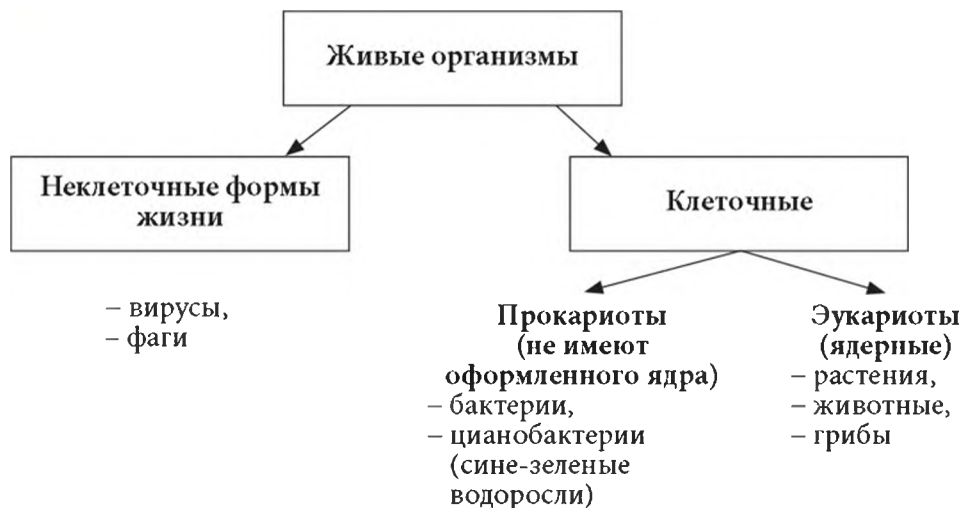 Живые организмы
Неклеточные формы
жизни
Клеточные
– вирусы,
– фаги
Прокариоты
(не имеют
оформленного ядра)
– бактерии,
– цианобактерии
(сине-зеленые
водоросли)
Эукариоты
(ядерные)
– растения,
– животные,
– грибы